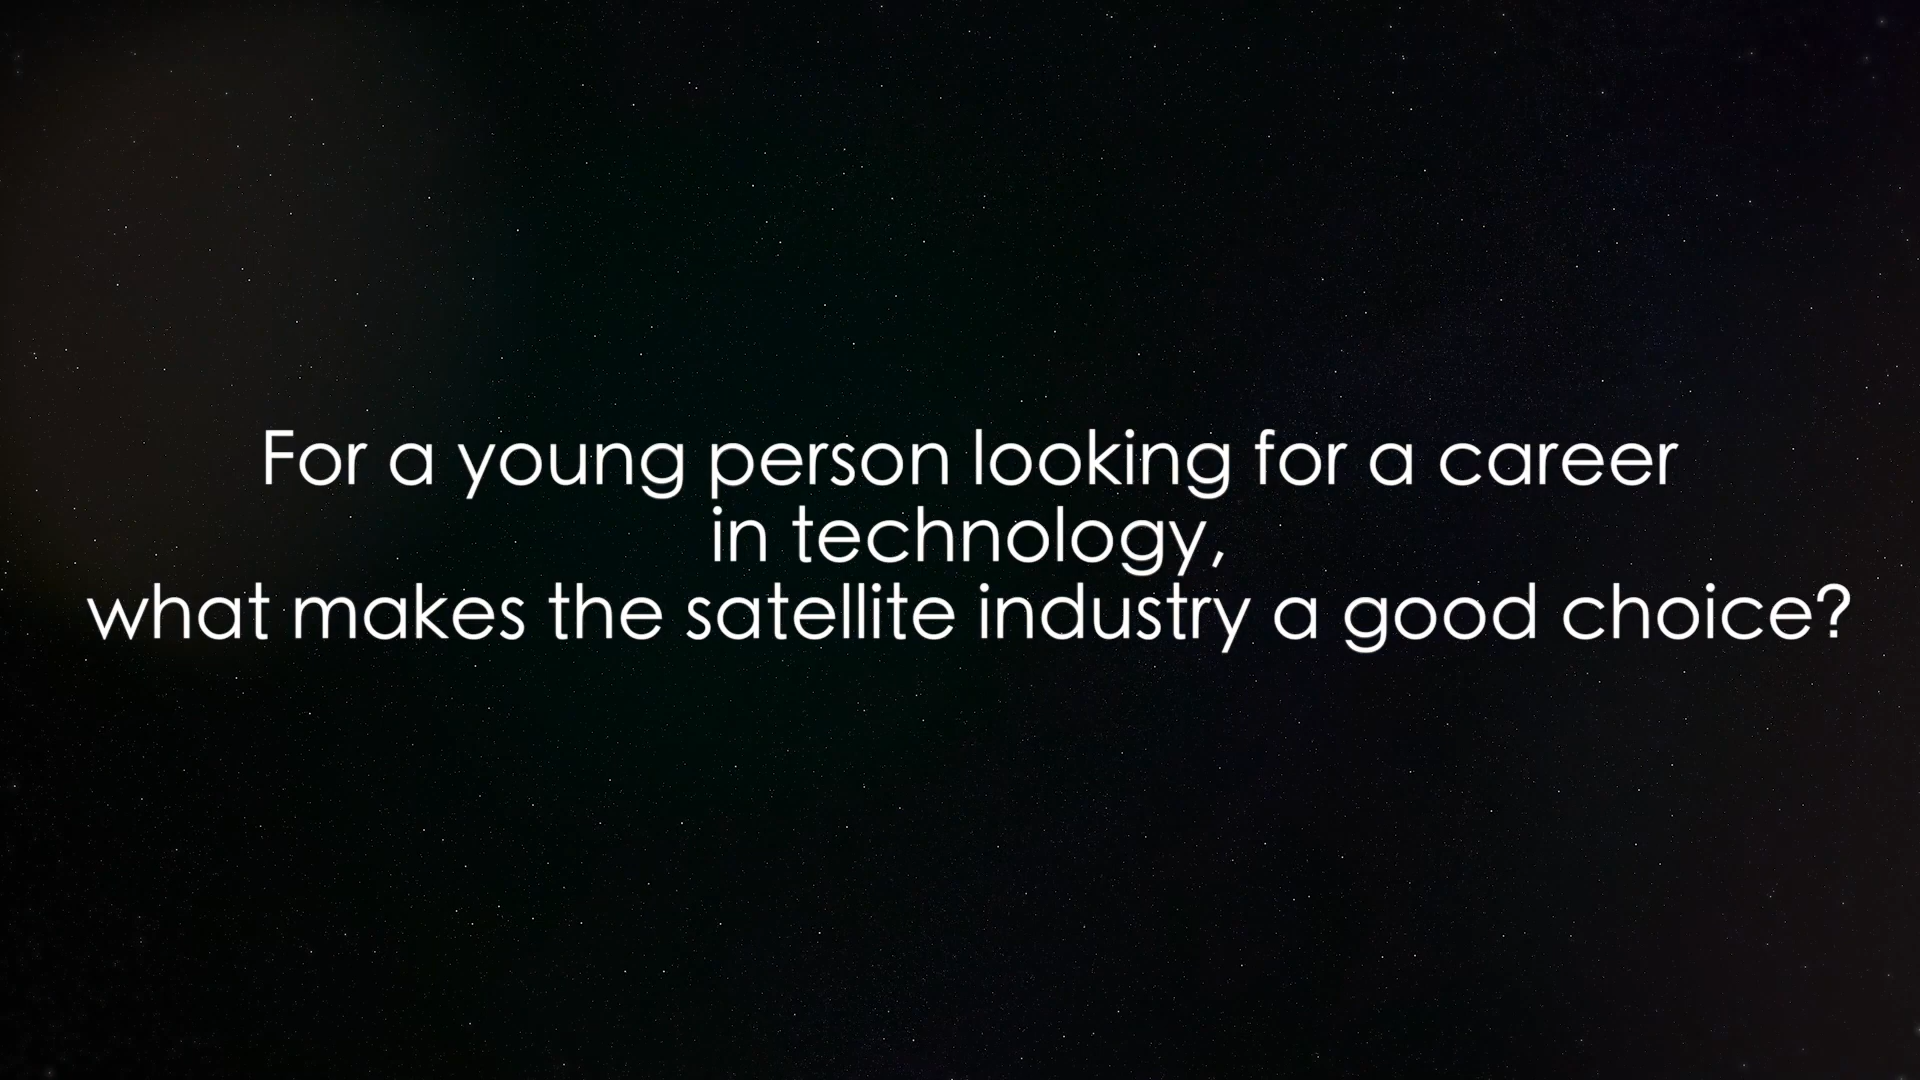 For a young person looking for a career
in technology,
what makes the satellite industry a good choice?